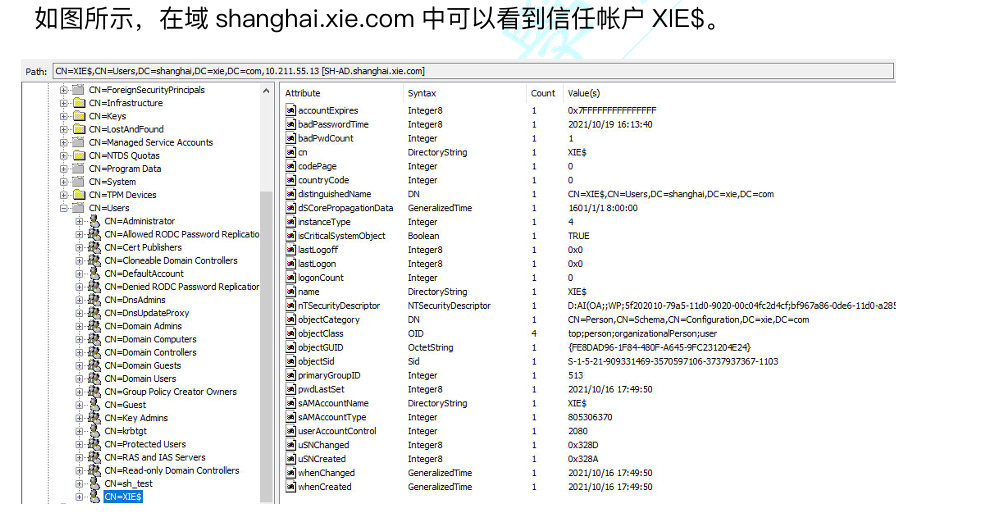 如图所示，在域 shanghai.xie.com 中可以看到信任帐户 XIE$。
Path: CN=XIE$,CN=Users,DC=shanghai,DC=xie,DC=com,10.211.55.13 [SH-AD.shanghai.xie.com]
CN=ForeignSecurityPrincipals
CN=Infrastructure
CN=Keys
CN=LostAndFound
CN=Managed Service Accounts
CN=NTDS Quotas
CN=Program Data
CN=System
CN=TPM Devices
CN=Users
CN=Administrator
CN=Allowed RODC Password Replicatio
CN=Cert Publishers
CN=Cloneable Domain Controllers
CN=DefaultAccount
CN=Denied RODC Password Replication
CN=DnsAdmins
CN=DnsUpdateProxy
CN=Domain Admins
CN=Domain Computers
CN=Domain Controllers
CN=Domain Guests
CN=Domain Users
CN=Group Policy Creator Owners
CN=Guest
CN=Key Admins
CN=krbtgt
CN=Protected Users
CN=RAS and IAS Servers
CN=Read-only Domain Controllers
CN=sh_test
CN=XIE$
Attribute Syntax Count Value(s)
accountExpires Integer8 1 0x7FFFFFFFFFFFFFFF
badPasswordTime Integer8 1 2021/10/19 16:13:40
badPwdCount Integer 1 1
cn DirectoryString 1 XIE$
codePage Integer 1 0
countryCode Integer 1 0
distinguishedName DN 1 CN=XIE$,CN=Users,DC=shanghai,DC=xie,DC=com
dSCorePropagationData GeneralizedTime 1 1601/1/1 8:00:00
instanceType Integer 1 4
isCriticalSystemObject Boolean 1 TRUE
lastLogoff Integer8 1 0x0
lastLogon Integer8 1 0x0
logonCount Integer 1 0
name DirectoryString 1 XIE$
nTSecurityDescriptor NTSecurityDescriptor 1 D:AI(OA;;WP;5f202010-79a5-11d0-9020-00c04fc2d4cf;bf967a86-0de6-11d0-a285
objectCategory DN 1 CN=Person,CN=Schema,CN=Configuration,DC=xie,DC=com
objectClass OID 4 top;person;organizationalPerson;user
objectGUID OctetString 1 {FE8DAD96-1F84-480F-A645-9FC231204E24}
objectSid Sid 1 S-1-5-21-909331469-3570597106-3737937367-1103
primaryGroupID Integer 1 513
pwdLastSet Integer8 1 2021/10/16 17:49:50
sAMAccountName DirectoryString 1 XIE$
sAMAccountType Integer 1 805306370
userAccountControl Integer 1 2080
uSNChanged Integer8 1 0x328D
uSNCreated Integer8 1 0x328A
whenChanged GeneralizedTime 1 2021/10/16 17:49:50
whenCreated GeneralizedTime 1 2021/10/16 17:49:50